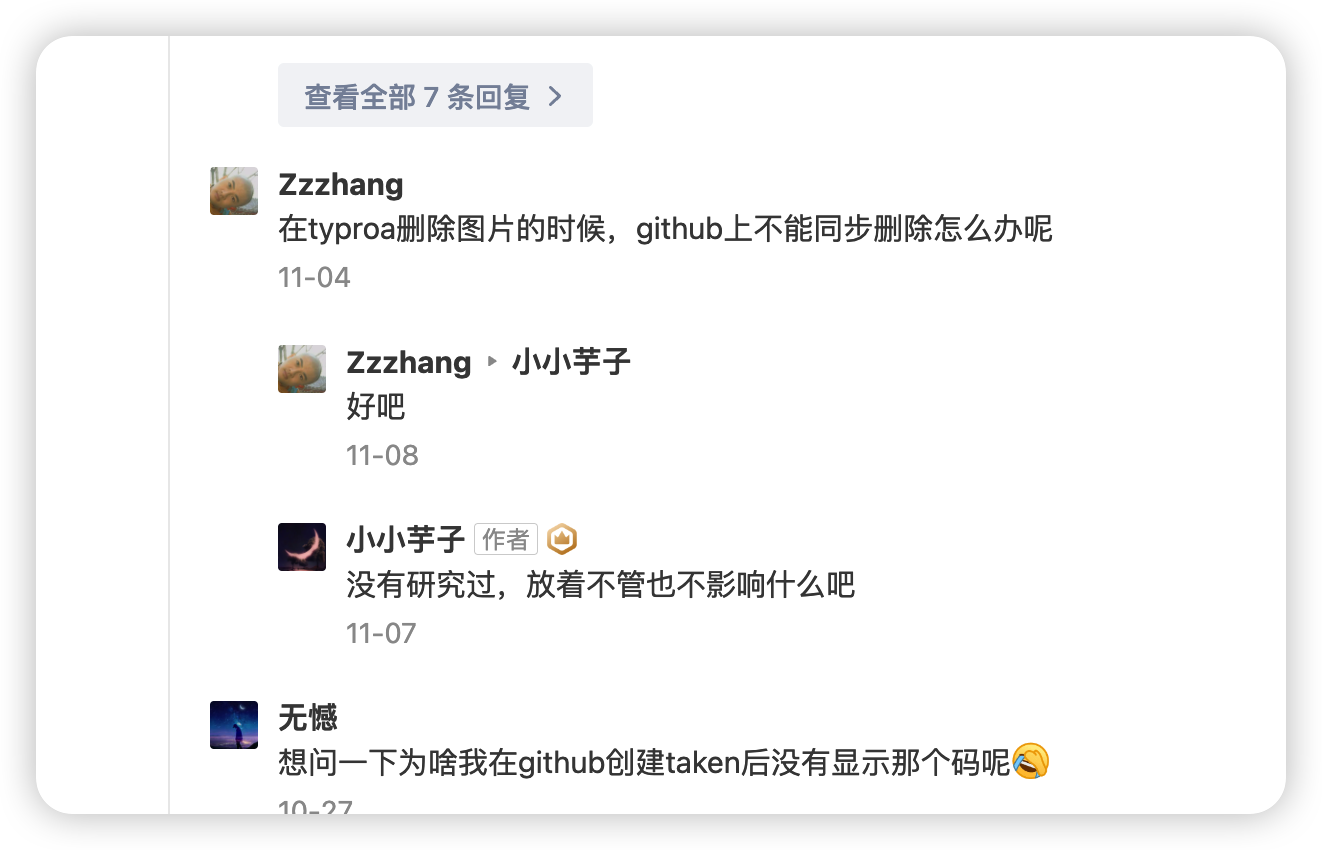 查看全部 7 条回复
Zzzhang
在typroa删除图片的时候，github上不能同步删除怎么办呢
11-04
Zzzhang ▸ 小小芋子
好吧
11-08
小小芋子 作者
没有研究过，放着不管也不影响什么吧
11-07
无憾
想问一下为啥我在github创建taken后没有显示那个码呢
10-27